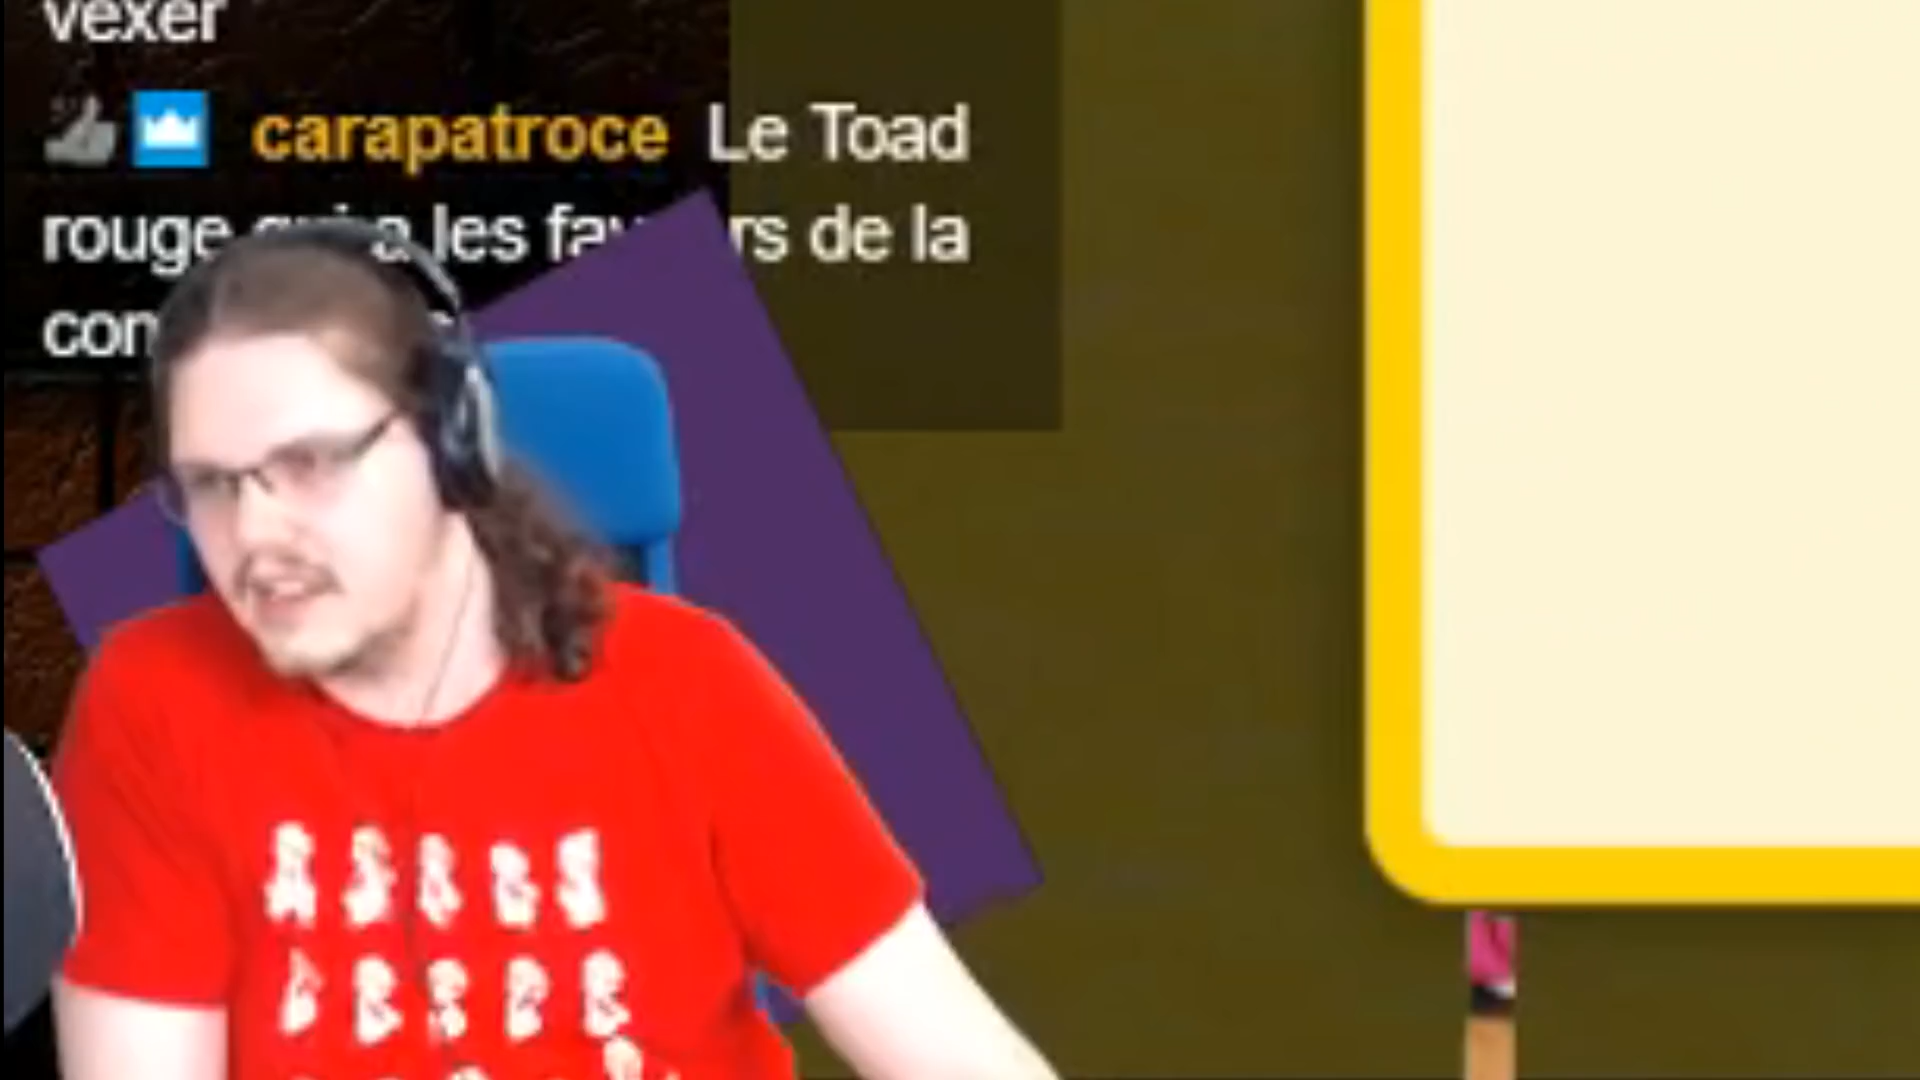 vexer
carapatroce Le Toad
rouge a les de la